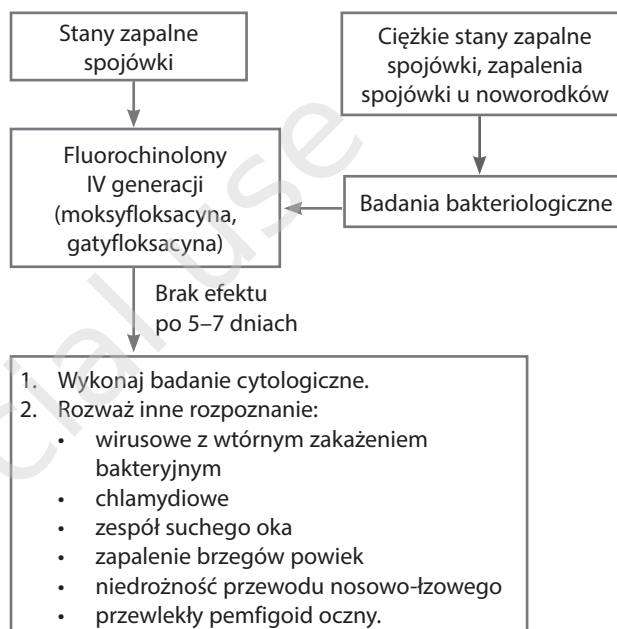 Stany zapalne
spojówki
Ciężkie stany zapalne
spojówki, zapalenia
spojówki u noworodków
Fluorochinolony
IV generacji
(moksyfloksacyna,
gatyfloksacyna)
Badania bakteriologiczne
Brak efektu
po 5–7 dniach
1. Wykonaj badanie cytologiczne.
2. Rozważ inne rozpoznanie:
• wirusowe z wtórnym zakażeniem
bakteryjnym
• chlamydiowe
• zespół suchego oka
• zapalenie brzegów powiek
• niedrożność przewodu nosowo-łzowego
• przewlekły pemfigoid oczny.
cial use